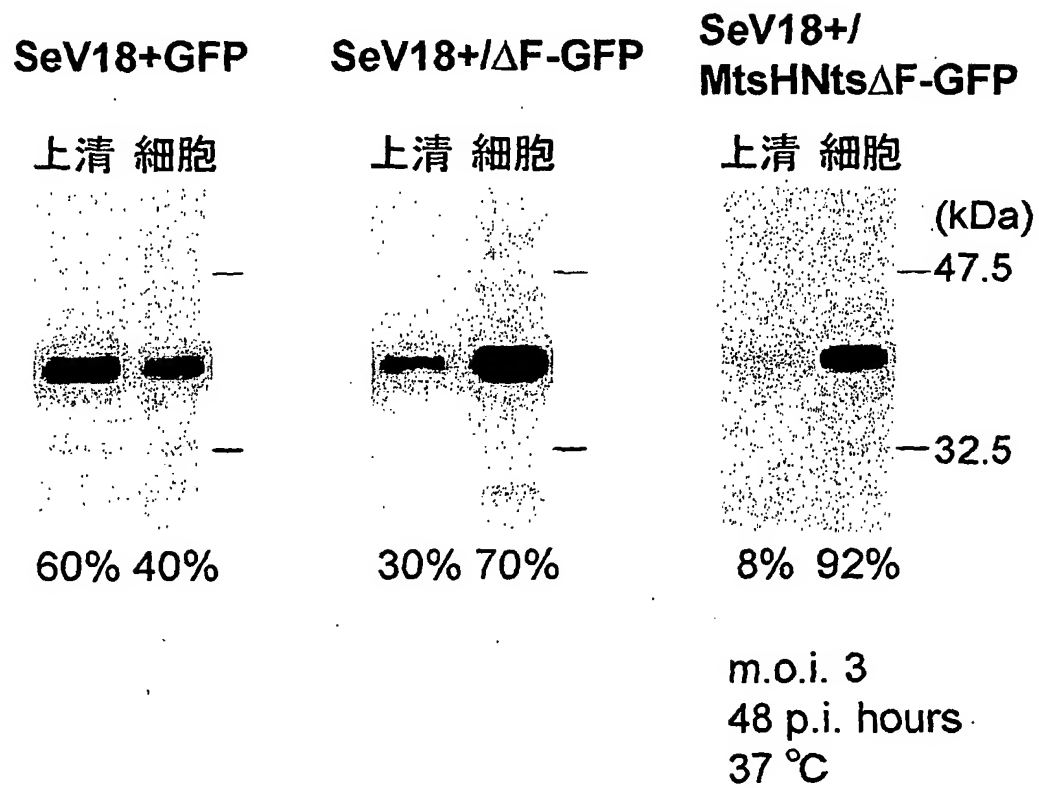 SeV18+GFP
上清 細胞
60% 40%
SeV18+/ΔF-GFP
上清 細胞
30% 70%
SeV18+/
MtsHNtsΔF-GFP
上清 細胞
(kDa)
47.5
32.5
8% 92%
m.o.i. 3
48 p.i. hours
37 °C